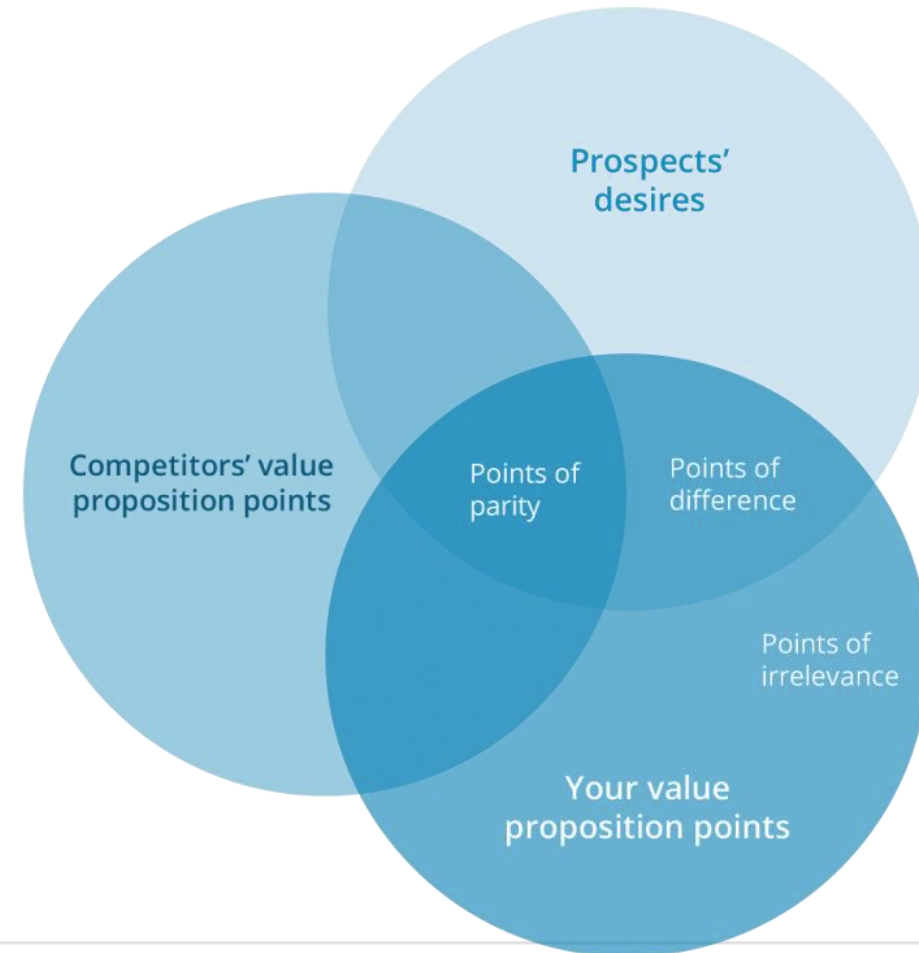 Prospects’
desires
Competitors’ value
proposition points
Points of
parity
Points of
difference
Points of
irrelevance
Your value
proposition points